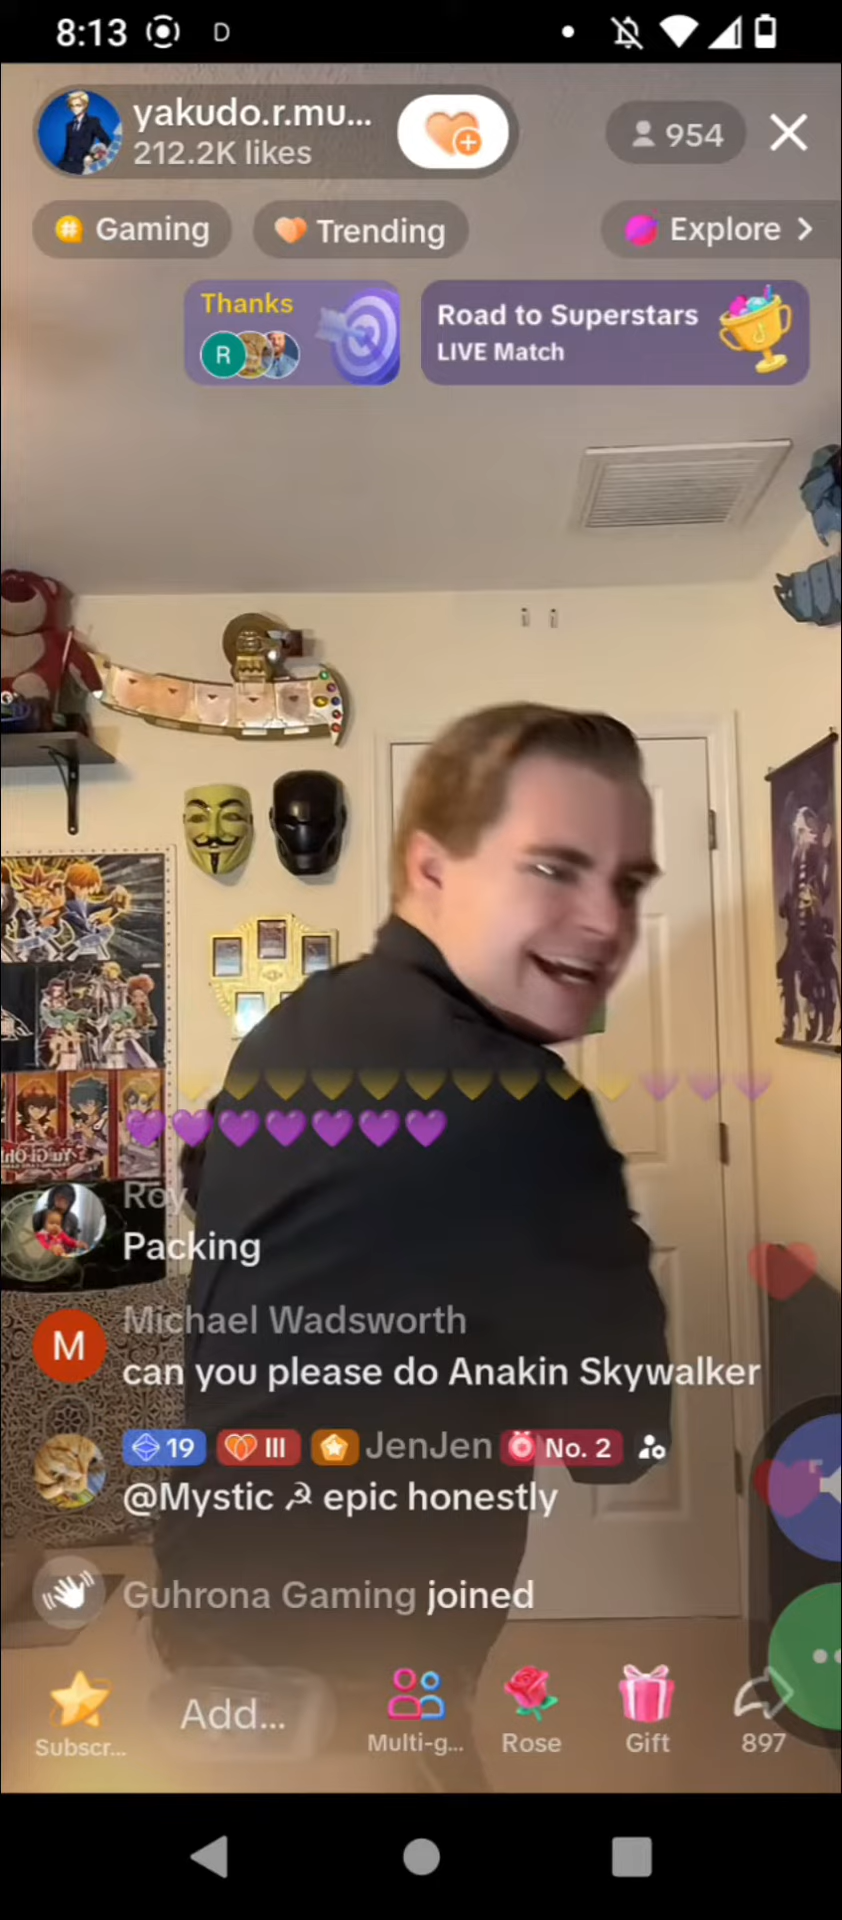 8:13 D
yakudo.r.mu...
212.2K likes
954
Gaming
Trending
Explore
Thanks
R
Road to Superstars
LIVE Match
Roy
Packing
M
Michael Wadsworth
can you please do Anakin Skywalker
19 III JenJen No. 2
@Mystic ☭ epic honestly
Guhrona Gaming joined
Subscr...
Add...
Multi-g...
Rose
Gift
897